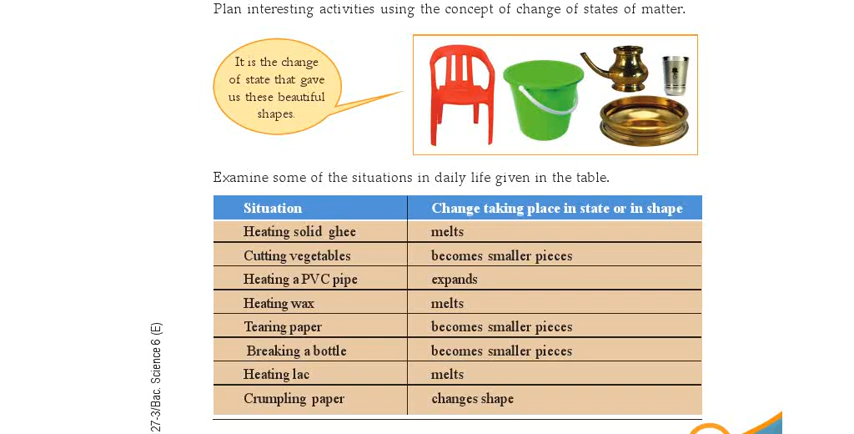 Plan interesting activities using the concept of change of states of matter.
It is the change
of state that gave
us these beautiful
shapes.
Examine some of the situations in daily life given in the table.
Situation Change taking place in state or in shape
Heating solid ghee melts
Cutting vegetables becomes smaller pieces
Heating a PVC pipe expands
Heating wax melts
Tearing paper becomes smaller pieces
Breaking a bottle becomes smaller pieces
Heating lac melts
Crumpling paper changes shape
27-3/Bac. Science 6 (E)